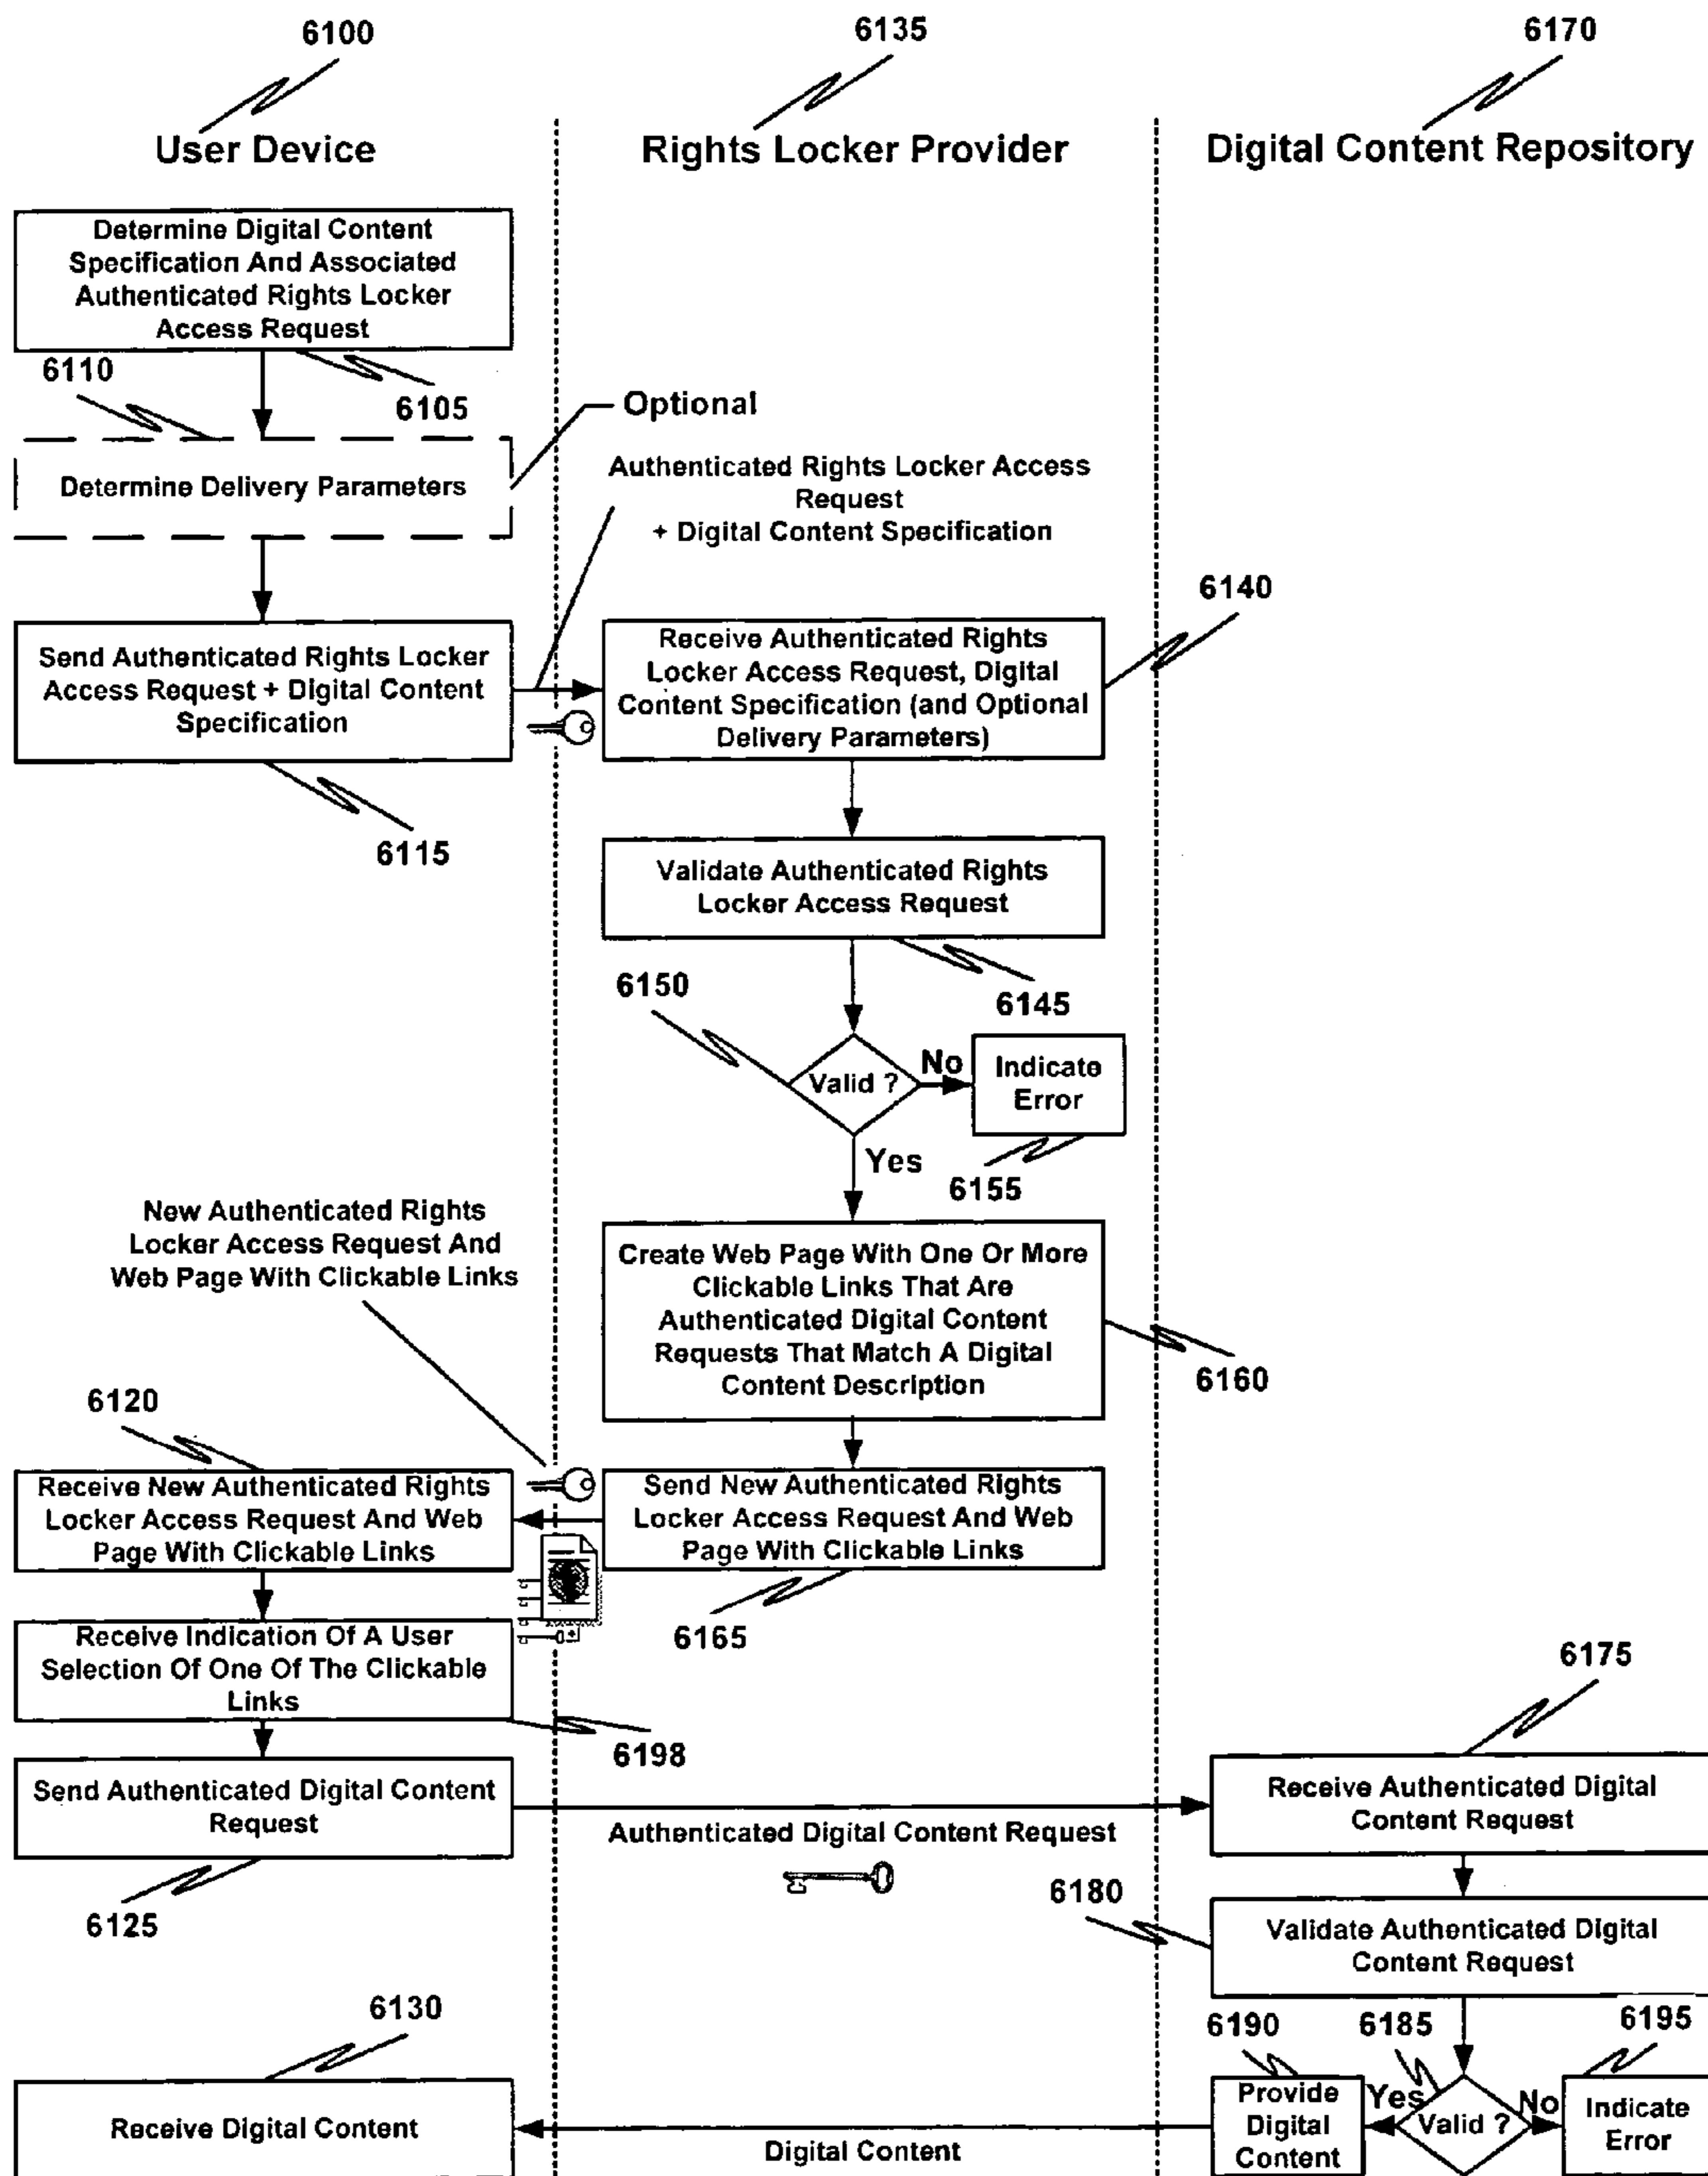 6100
6135
6170
User Device
Rights Locker Provider
Digital Content Repository
Determine Digital Content
Specification And Associated
Authenticated Rights Locker
Access Request
6110
6105
Optional
Determine Delivery Parameters
Authenticated Rights Locker Access
Request
+ Digital Content Specification
6140
Send Authenticated Rights Locker
Access Request + Digital Content
Specification
Receive Authenticated Rights
Locker Access Request, Digital
Content Specification (and Optional
Delivery Parameters)
6115
Validate Authenticated Rights
Locker Access Request
6150
6145
Valid ?
No
Indicate
Error
Yes
6155
New Authenticated Rights
Locker Access Request And
Web Page With Clickable Links
Create Web Page With One Or More
Clickable Links That Are
Authenticated Digital Content
Requests That Match A Digital
Content Description
6160
6120
Receive New Authenticated Rights
Locker Access Request And Web
Page With Clickable Links
Send New Authenticated Rights
Locker Access Request And Web
Page With Clickable Links
6165
Receive Indication Of A User
Selection Of One Of The Clickable
Links
6198
6175
Send Authenticated Digital Content
Request
Authenticated Digital Content Request
Receive Authenticated Digital
Content Request
6125
6180
Validate Authenticated Digital
Content Request
6130
6190
6185
6195
Receive Digital Content
Digital Content
Provide
Digital
Content
Yes
Valid ?
No
Indicate
Error